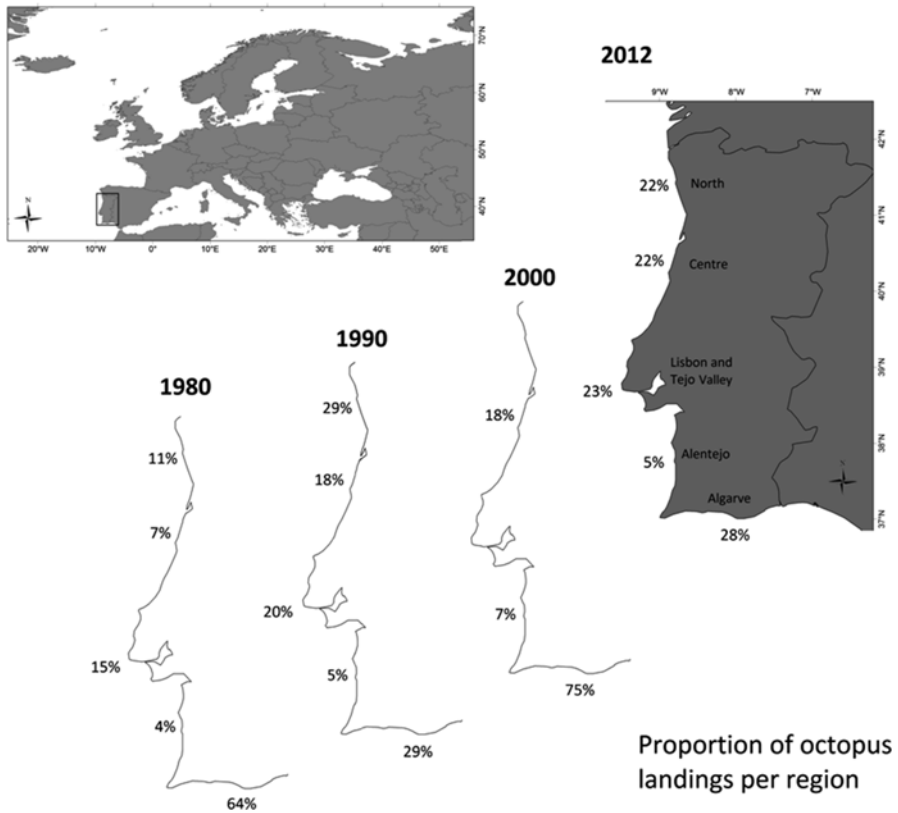 2012
70°N
60°N
50°N
40°N
N
20°W
10°W
0°
10°E
20°E
30°E
40°E
50°E
9°W
8°W
7°W
42°N
41°N
40°N
39°N
38°N
37°N
22%
North
22%
Centre
Lisbon and
Tejo Valley
23%
5%
Alentejo
Algarve
28%
2000
18%
7%
75%
1990
29%
18%
20%
5%
29%
1980
11%
7%
15%
4%
64%
Proportion of octopus
landings per region